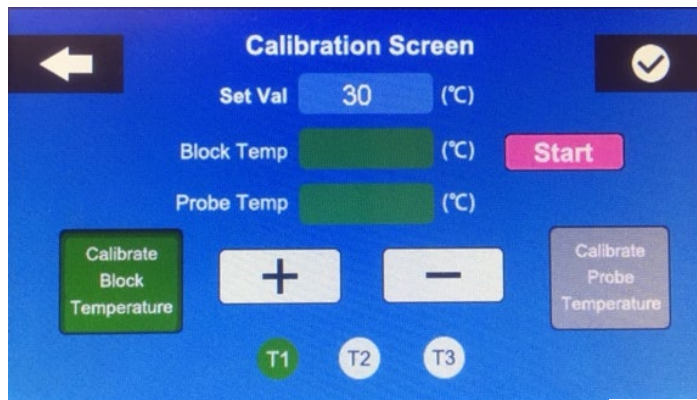 Calibration Screen
Set Val 30 (℃)
Block Temp (℃) Start
Probe Temp (℃)
Calibrate
Block
Temperature
+
−
Calibrate
Probe
Temperature
T1 T2 T3